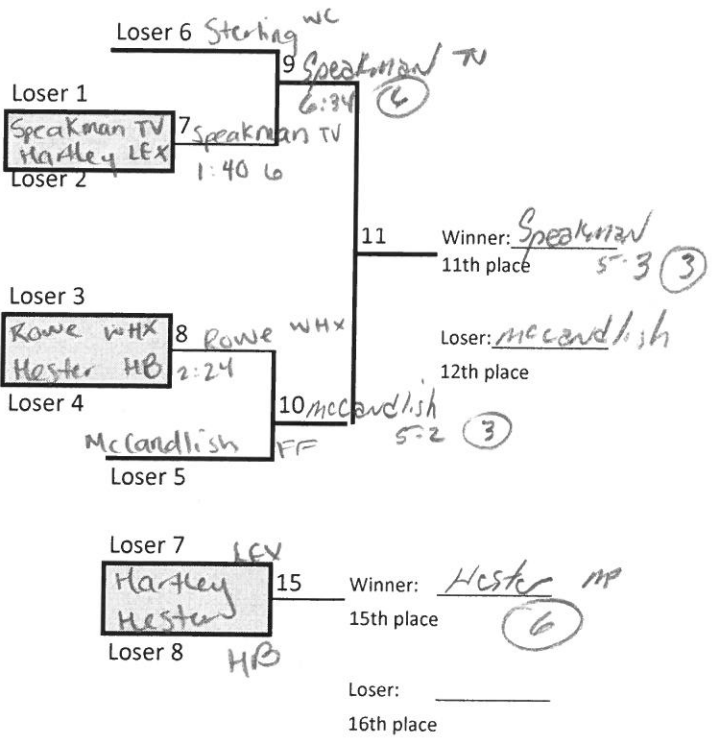 Loser 6 Sterling WC
9 Speakman TV
6:34 6
Loser 1
Speakman TV
Hartley LEX
Loser 2
7 Speakman TV
1:40 6
11
Winner: Speakman
11th place 5-3 3
Loser: McCandlish
12th place
Loser 3
Rowe WHX
Hester HB
Loser 4
8 Rowe WHX
2:24
10 McCandlish
5-2 3
McCandlish FF
Loser 5
Loser 7 LEX
Hartley
Hester
Loser 8 HB
15
Winner: Hester
15th place 6
Loser:
16th place